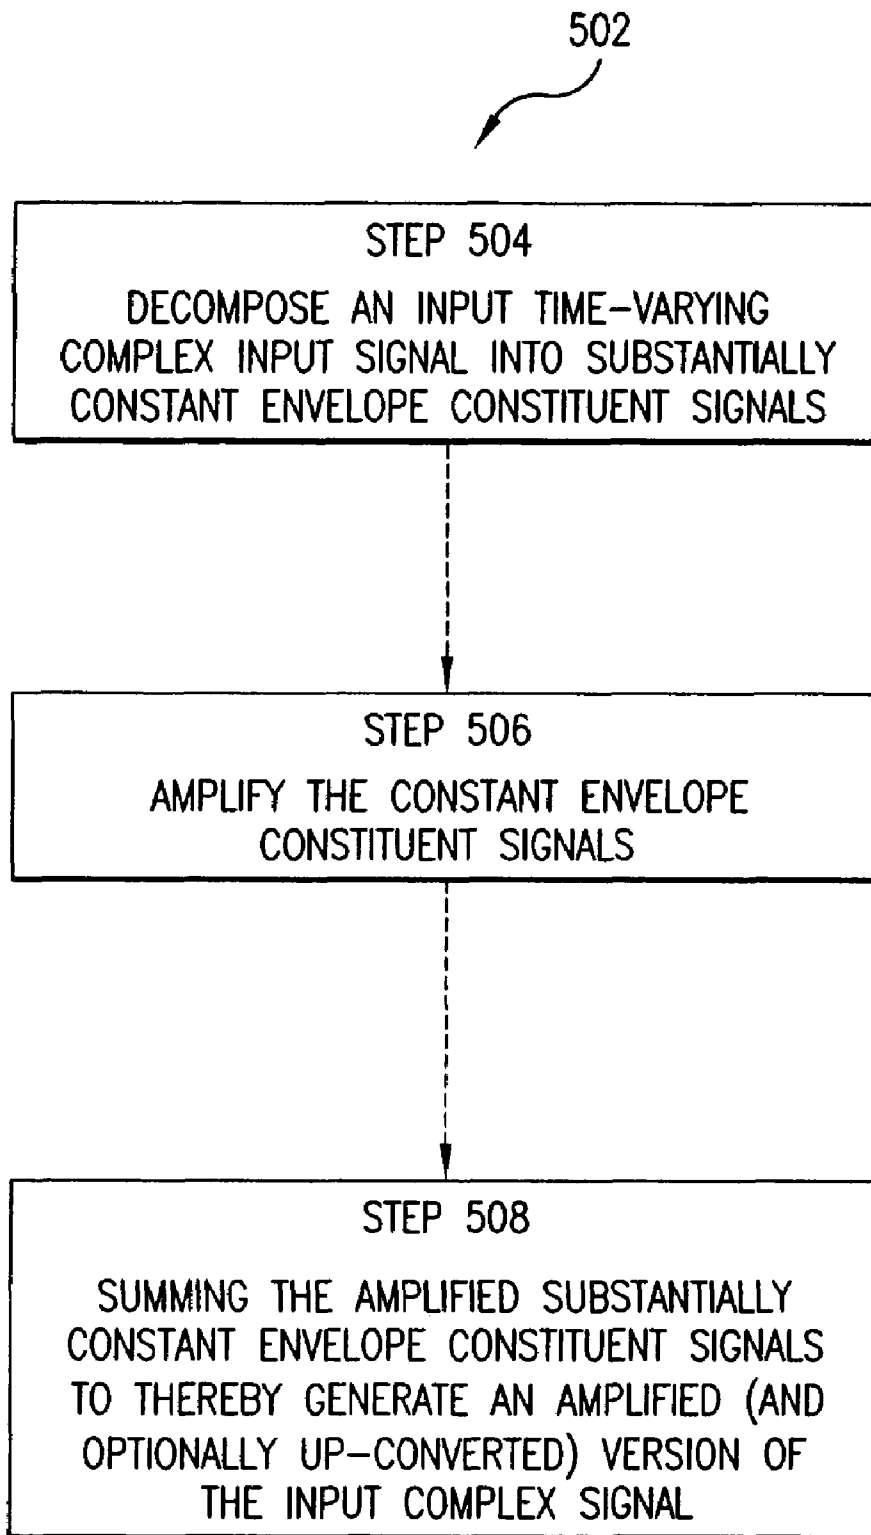 502
STEP 504
DECOMPOSE AN INPUT TIME-VARYING
COMPLEX INPUT SIGNAL INTO SUBSTANTIALLY
CONSTANT ENVELOPE CONSTITUENT SIGNALS
STEP 506
AMPLIFY THE CONSTANT ENVELOPE
CONSTITUENT SIGNALS
STEP 508
SUMMING THE AMPLIFIED SUBSTANTIALLY
CONSTANT ENVELOPE CONSTITUENT SIGNALS
TO THEREBY GENERATE AN AMPLIFIED (AND
OPTIONALLY UP-CONVERTED) VERSION OF
THE INPUT COMPLEX SIGNAL